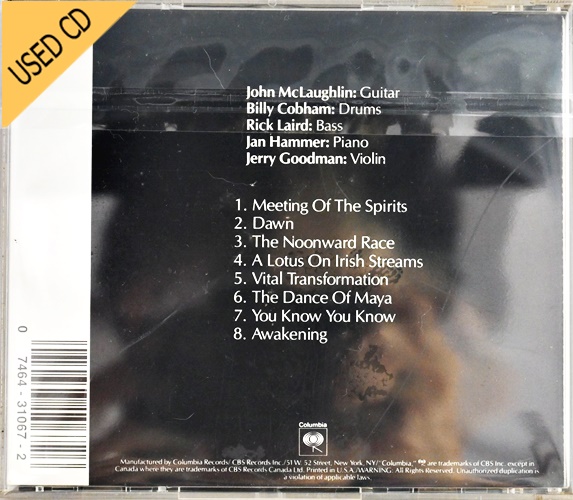 USED CD
John McLaughlin: Guitar
Billy Cobham: Drums
Rick Laird: Bass
Jan Hammer: Piano
Jerry Goodman: Violin
1. Meeting Of The Spirits
2. Dawn
3. The Noonward Race
4. A Lotus On Irish Streams
5. Vital Transformation
6. The Dance Of Maya
7. You Know You Know
8. Awakening
0 7464-31067-2
Columbia
Manufactured by Columbia Records/ CBS Records Inc./51 W. 52 Street, New York, NY/" Columbia," are trademarks of CBS Inc. except in
Canada where they are trademarks of CBS Records Canada Ltd. Printed in U.S.A./WARNING: All Rights Reserved. Unauthorized duplication is
a violation of applicable laws.